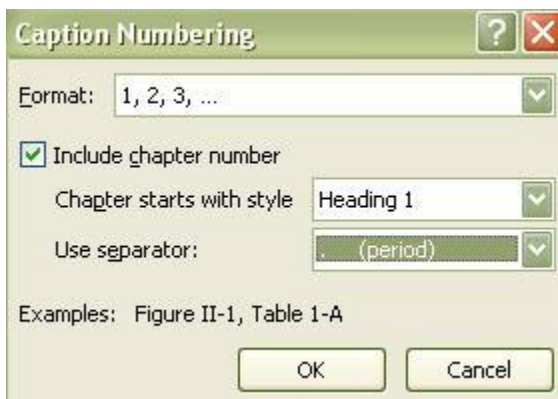 Caption Numbering
Format: 1, 2, 3, ...
Include chapter number
Chapter starts with style Heading 1
Use separator: . (period)
Examples: Figure II-1, Table 1-A
OK Cancel